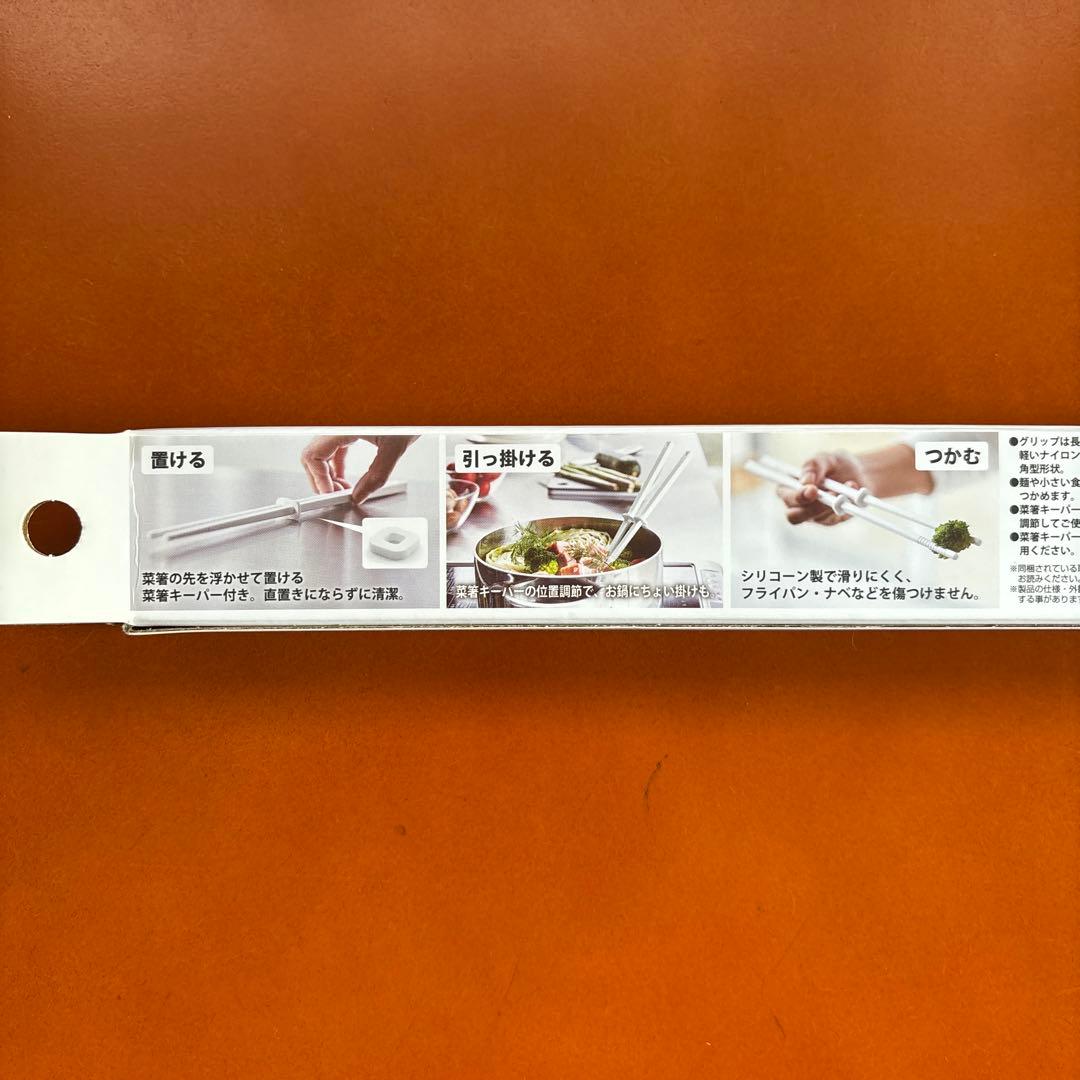 置ける
菜箸の先を浮かせて置ける
菜箸キーパー付き。直置きにならずに清潔。
引っ掛ける
菜箸キーパーの位置調節で、お鍋にちょい掛けも。
つかむ
シリコーン製で滑りにくく、
フライパン・ナベなどを傷つけません。
●グリップは長
軽いナイロン
角型形状。
●麺や小さい食
つかめます。
●菜箸キーパー
調節してご使
●菜箸キーパー
用ください。
※同梱されている
お読みください。
※製品の仕様・外
する事があります